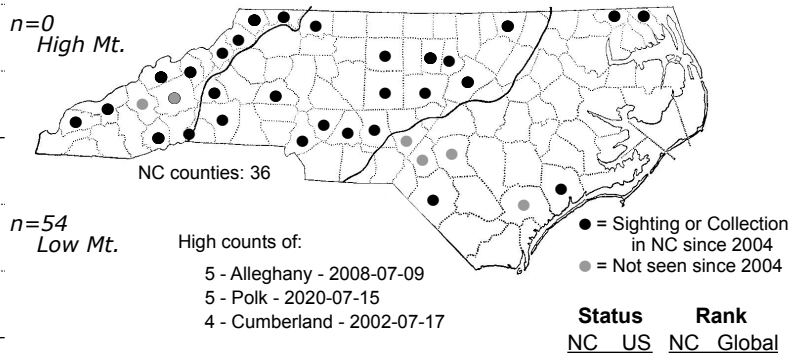 n=0
High Mt.
NC counties: 36
n=54
Low Mt.
High counts of:
5 - Alleghany - 2008-07-09
5 - Polk - 2020-07-15
4 - Cumberland - 2002-07-17
= Sighting or Collection
in NC since 2004
= Not seen since 2004
Status Rank
NC US NC Global